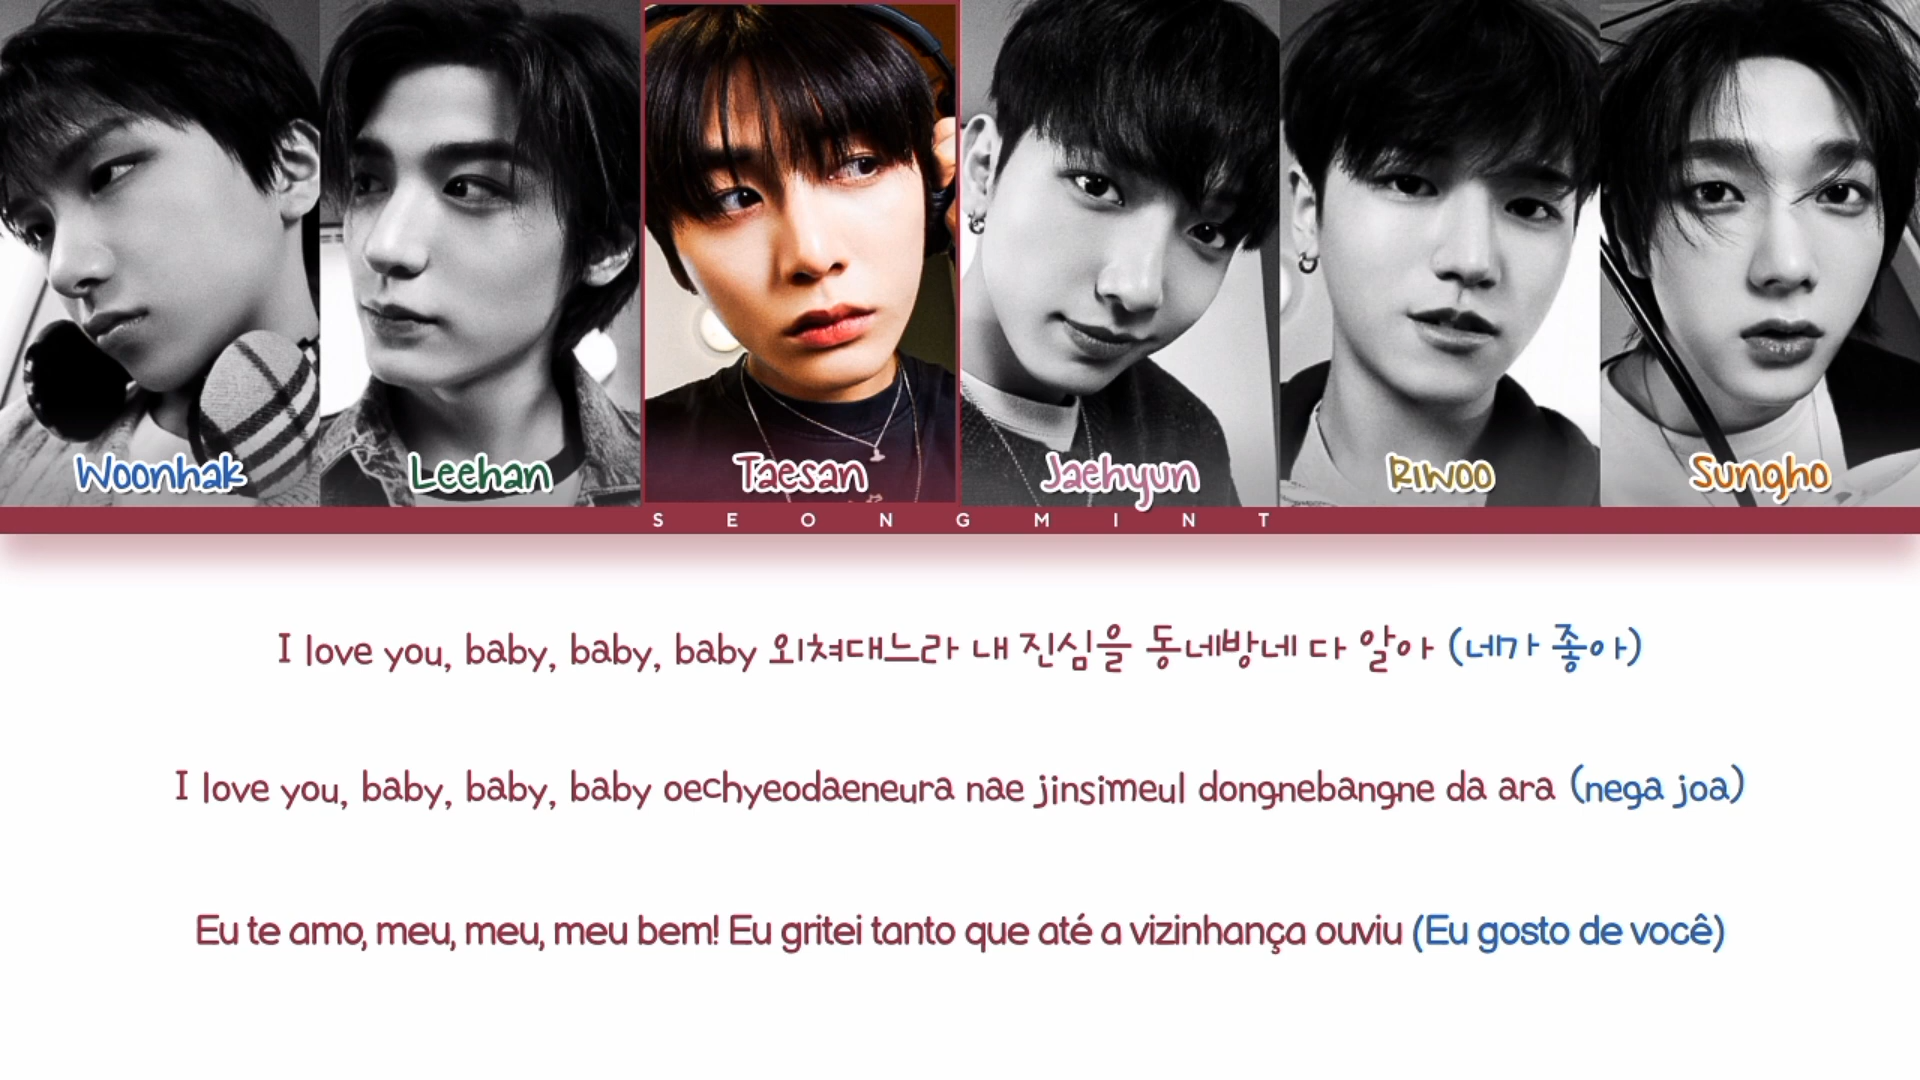 Woonhak Leehan Taesan Jaehyun RIWOO Sungho
SEONGMINT
I love you, baby, baby, baby 외쳐대느라 내 진심을 동네방네 다 알아 (네가 좋아)
I love you, baby, baby, baby oechyeodaeneura nae jinsimeul dongnebangne da ara (nega joa)
Eu te amo, meu, meu, meu bem! Eu gritei tanto que até a vizinhança ouviu (Eu gosto de você)